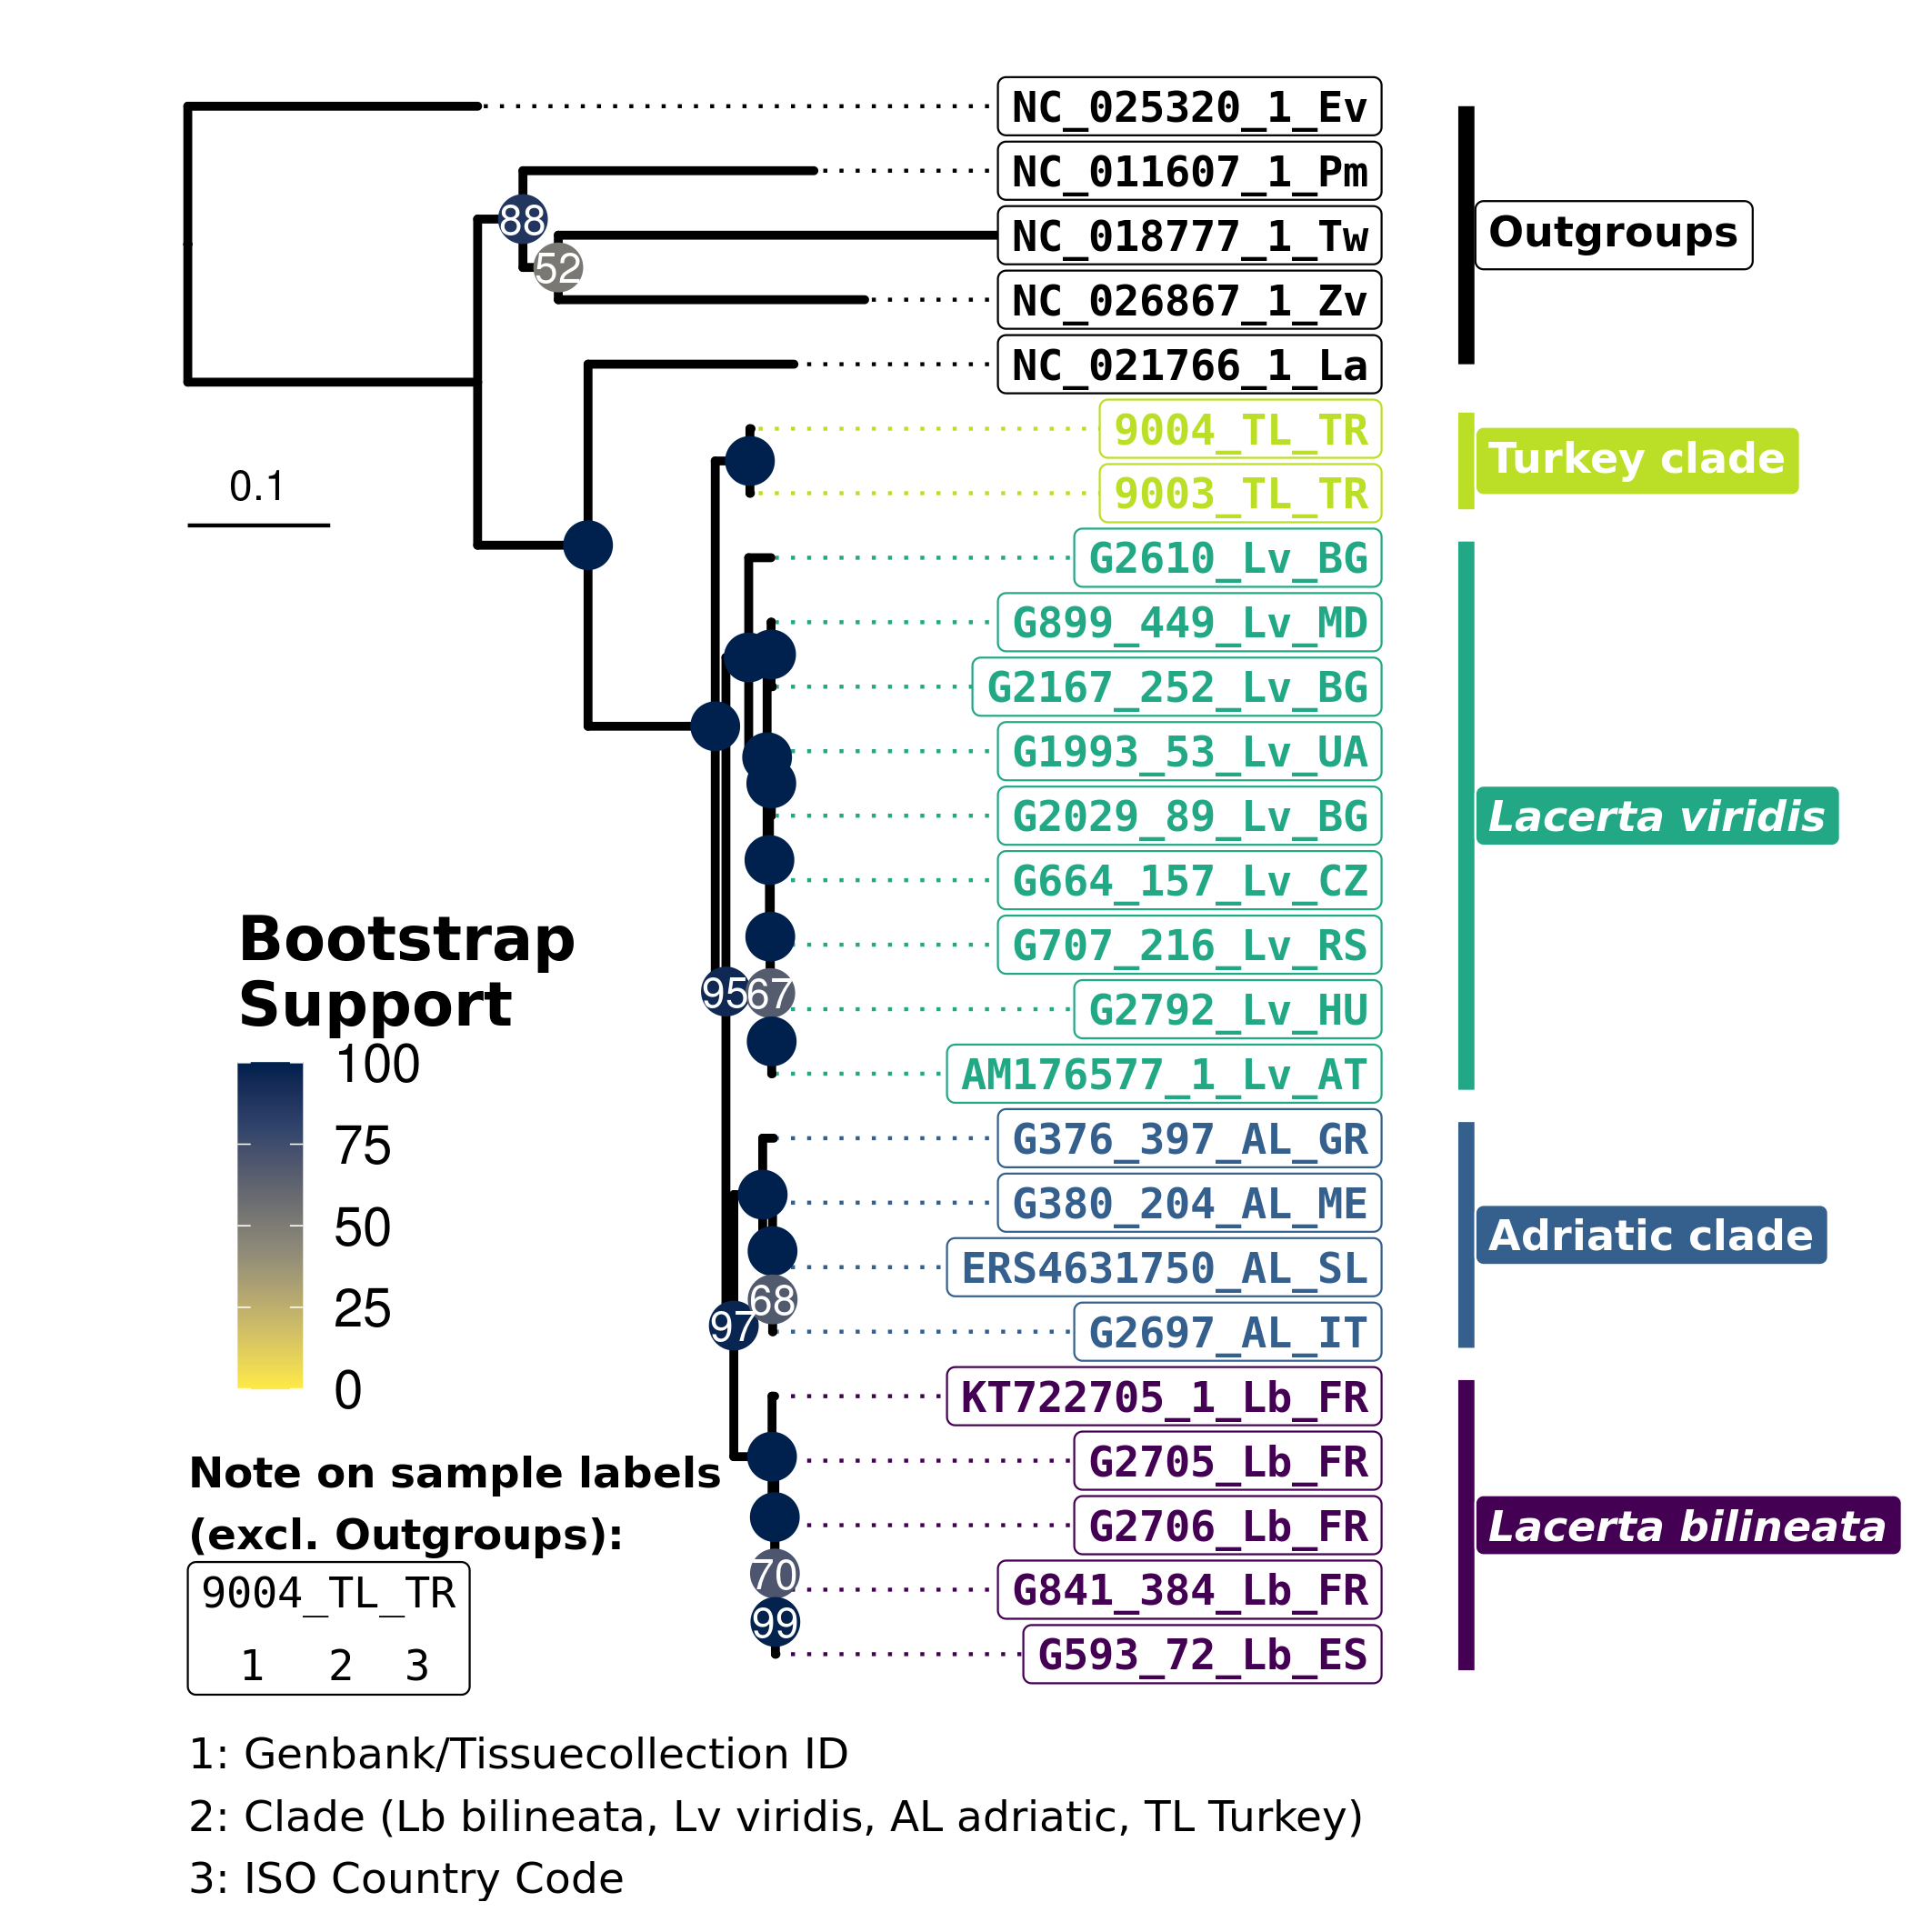 NC_025320_1_Ev
NC_011607_1_Pm
88
NC_018777_1_Tw
Outgroups
52
NC_026867_1_Zv
NC_021766_1_La
9004_TL_TR
Turkey clade
0.1
9003_TL_TR
G2610_Lv_BG
G899_449_Lv_MD
G2167_252_Lv_BG
G1993_53_Lv_UA
G2029_89_Lv_BG
Lacerta viridis
G664_157_Lv_CZ
G707_216_Lv_RS
95
67
G2792_Lv_HU
AM176577_1_Lv_AT
Bootstrap
Support
100
75
50
25
0
G376_397_AL_GR
G380_204_AL_ME
Adriatic clade
ERS4631750_AL_SL
68
97
G2697_AL_IT
KT722705_1_Lb_FR
G2705_Lb_FR
G2706_Lb_FR
Lacerta bilineata
70
G841_384_Lb_FR
99
G593_72_Lb_ES
Note on sample labels
(excl. Outgroups):
9004_TL_TR
1 2 3
1: Genbank/Tissuecollection ID
2: Clade (Lb bilineata, Lv viridis, AL adriatic, TL Turkey)
3: ISO Country Code